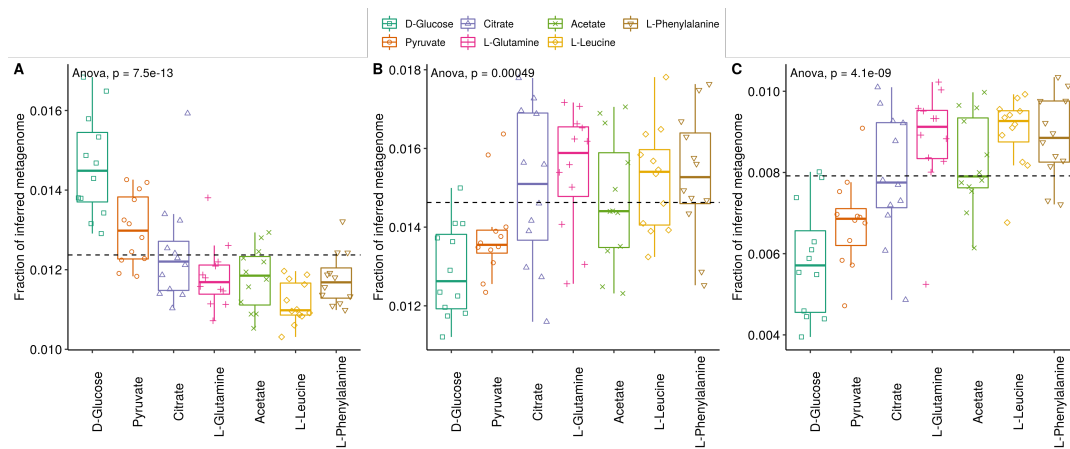 D-Glucose Citrate Acetate L-Phenylalanine
Pyruvate L-Glutamine L-Leucine
A
Anova, p = 7.5e-13
Fraction of inferred metagenome
0.016
0.014
0.012
0.010
D-Glucose
Pyruvate
Citrate
L-Glutamine
Acetate
L-Leucine
L-Phenylalanine
B
Anova, p = 0.00049
Fraction of inferred metagenome
0.018
0.016
0.014
0.012
D-Glucose
Pyruvate
Citrate
L-Glutamine
Acetate
L-Leucine
L-Phenylalanine
C
Anova, p = 4.1e-09
Fraction of inferred metagenome
0.010
0.008
0.006
0.004
D-Glucose
Pyruvate
Citrate
L-Glutamine
Acetate
L-Leucine
L-Phenylalanine